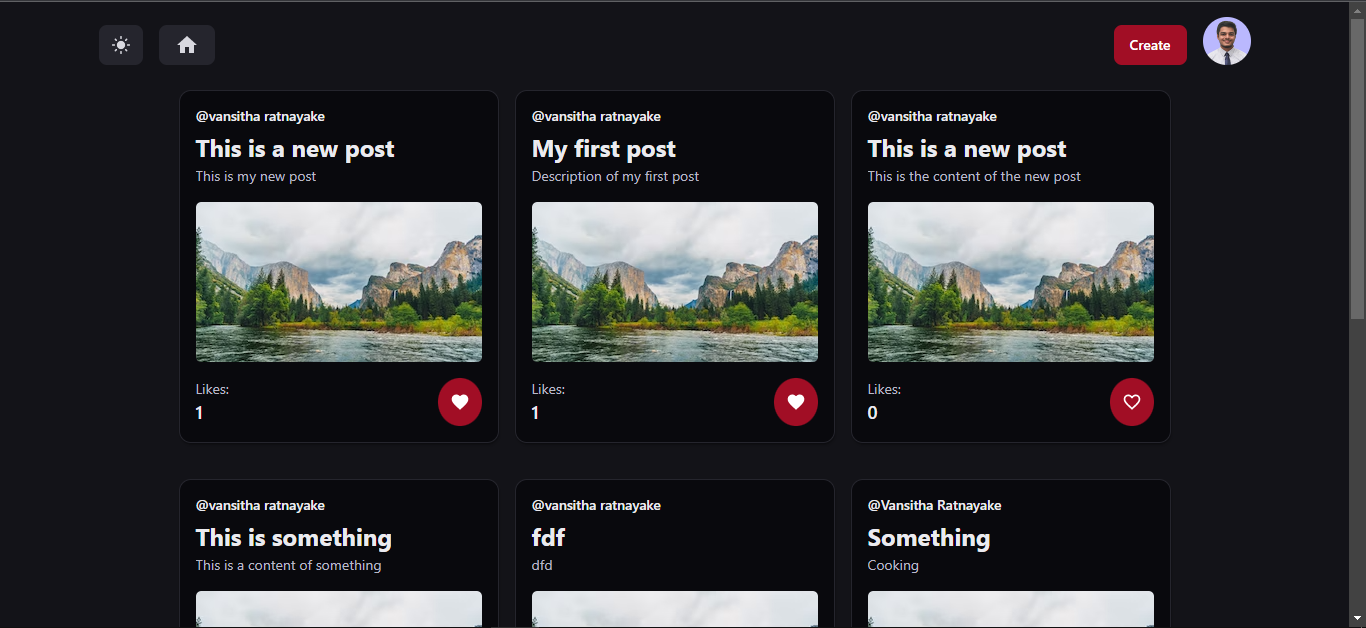 Create
@vansitha ratnayake
This is a new post
This is my new post
Likes:
1
@vansitha ratnayake
My first post
Description of my first post
Likes:
1
@vansitha ratnayake
This is a new post
This is the content of the new post
Likes:
0
@vansitha ratnayake
This is something
This is a content of something
@vansitha ratnayake
fdf
dfd
@Vansitha Ratnayake
Something
Cooking